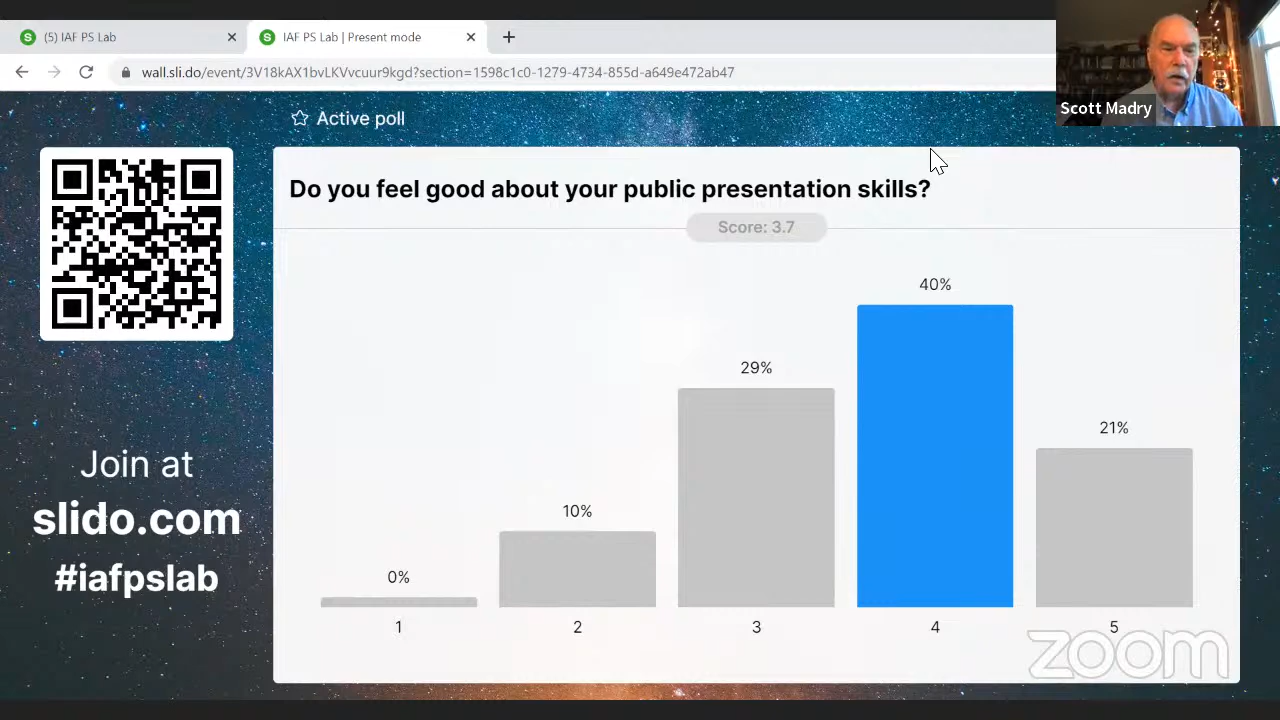 (5) IAF PS Lab
IAF PS Lab | Present mode
wall.sli.do/event/3V18kAX1bvLKVvcuur9kgd?section=1598c1c0-1279-4734-855d-a649e472ab47
Scott Madry
Active poll
Do you feel good about your public presentation skills?
Score: 3.7
40%
29%
21%
10%
0%
1
2
3
4
5
Join at
slido.com
#iafpslab
zoom